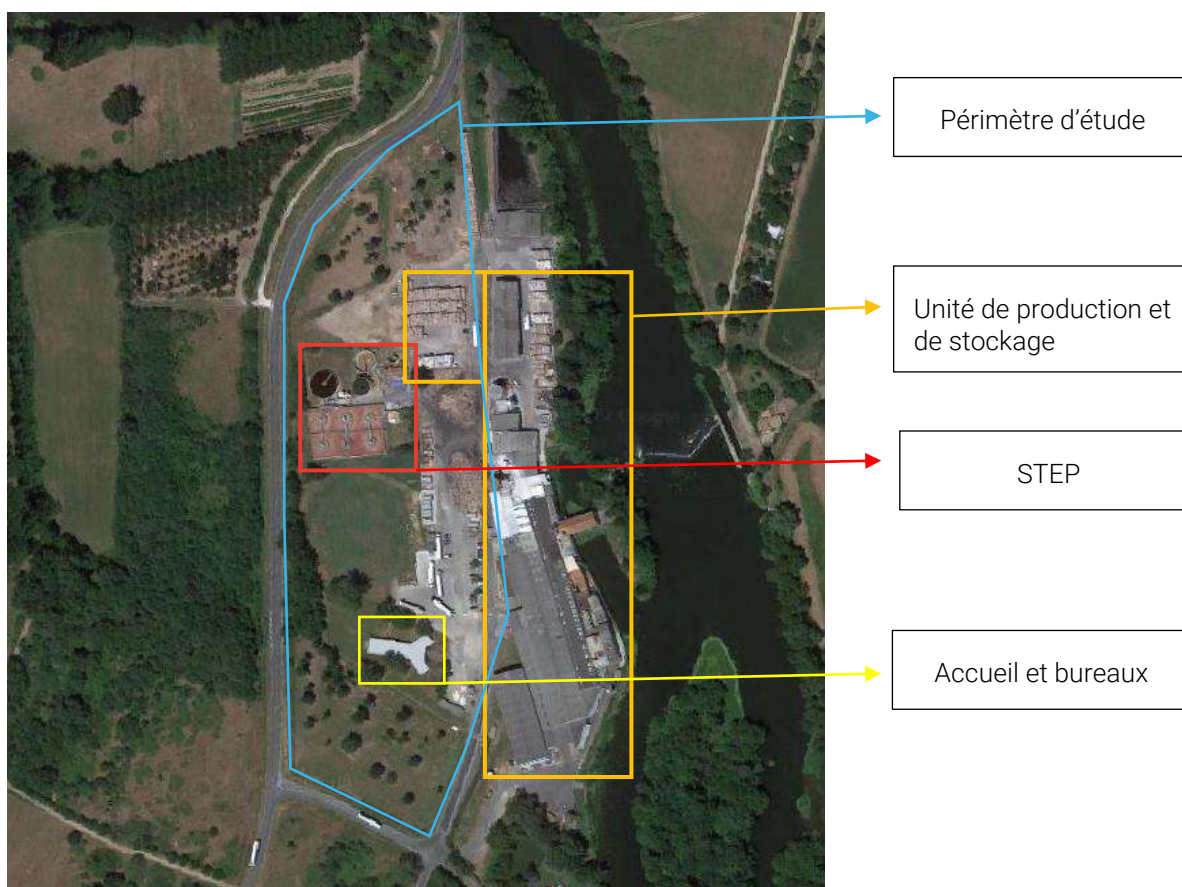 Périmètre d'étude
Unité de production et
de stockage
STEP
Accueil et bureaux